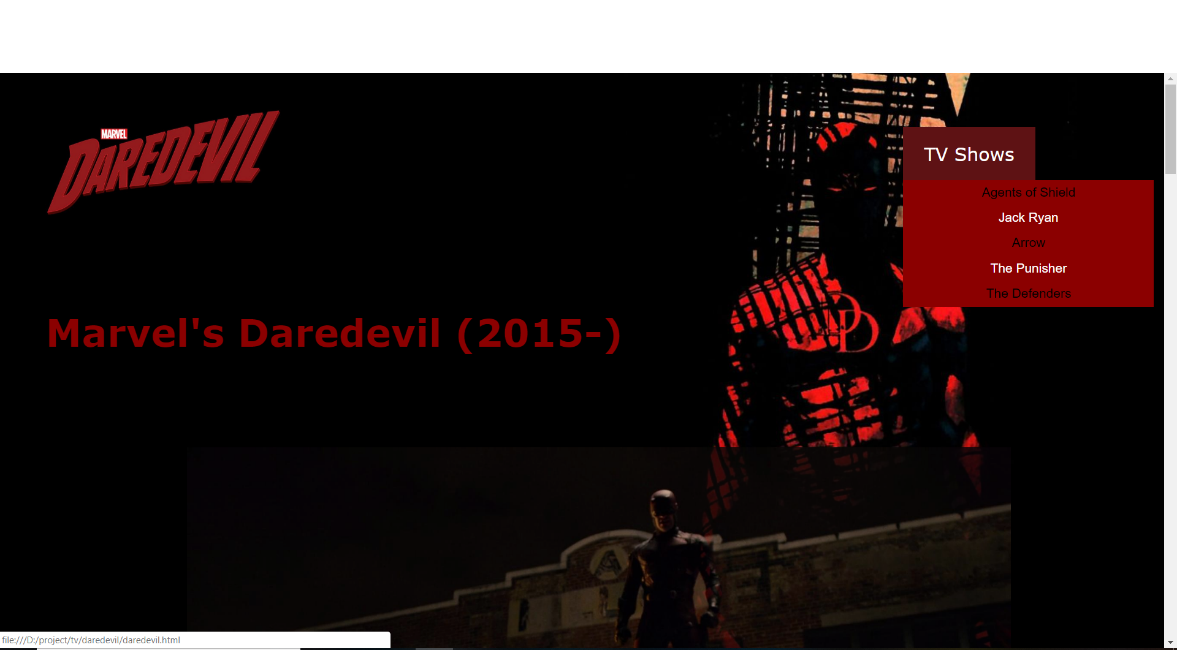 MARVEL
DAREDEVIL
TV Shows
Agents of Shield
Jack Ryan
Arrow
The Punisher
The Defenders
Marvel's Daredevil (2015-)
DD
A
file:///D:/project/tv/daredevil/daredevil.html